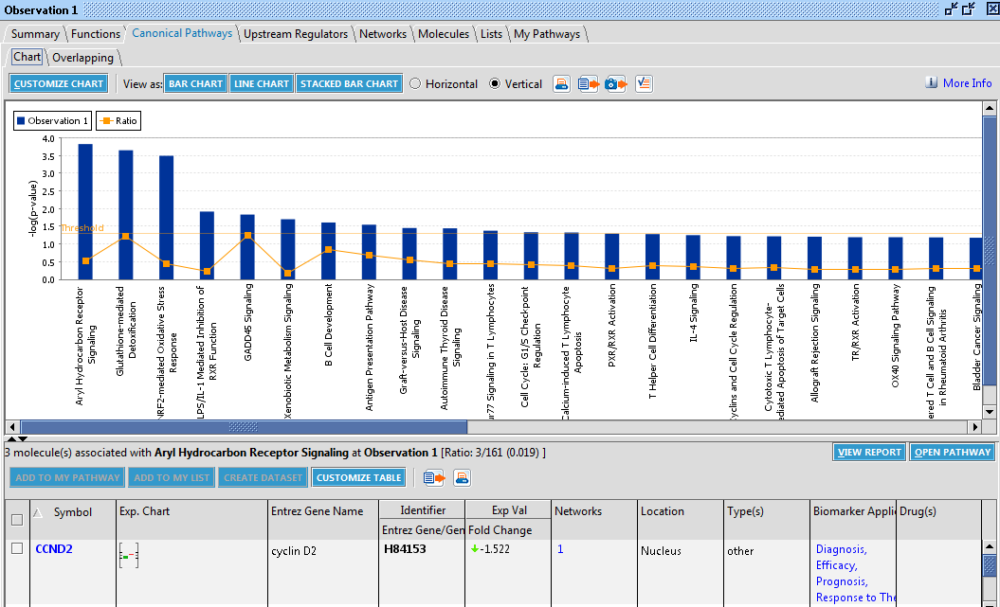 Observation 1
Summary Functions Canonical Pathways Upstream Regulators Networks Molecules Lists My Pathways
Chart Overlapping
CUSTOMIZE CHART View as: BAR CHART LINE CHART STACKED BAR CHART Horizontal Vertical More Info
Observation 1 Ratio
4.0
3.5
3.0
2.5
2.0
1.5
1.0
0.5
0.0
-log(p-value)
Threshold
Aryl Hydrocarbon Receptor
Signaling
Glutathione-mediated
Detoxification
NRF2-mediated Oxidative Stress
Response
LPS/IL-1 Mediated Inhibition of
RXR Function
GADD45 Signaling
Xenobiotic Metabolism Signaling
B Cell Development
Antigen Presentation Pathway
Graft-versus-Host Disease
Signaling
Autoimmune Thyroid Disease
Signaling
ur77 Signaling in T Lymphocytes
Cell Cycle: G1/S Checkpoint
Regulation
Calcium-induced T Lymphocyte
Apoptosis
PXR/RXR Activation
T Helper Cell Differentiation
IL-4 Signaling
yclins and Cell Cycle Regulation
Cytotoxic T Lymphocyte-
ediated Apoptosis of Target Cells
Allograft Rejection Signaling
TR/RXR Activation
OX40 Signaling Pathway
ered T Cell and B Cell Signaling
in Rheumatoid Arthritis
Bladder Cancer Signaling
3 molecule(s) associated with Aryl Hydrocarbon Receptor Signaling at Observation 1 [Ratio: 3/161 (0.019) ] VIEW REPORT OPEN PATHWAY
ADD TO MY PATHWAY ADD TO MY LIST CREATE DATASET CUSTOMIZE TABLE
Symbol Exp. Chart Entrez Gene Name Identifier Exp Val Networks Location Type(s) Biomarker Applic Drug(s)
Entrez Gene/Gen Fold Change
CCND2 cyclin D2 H84153 -1.522 1 Nucleus other Diagnosis,
Efficacy,
Prognosis,
Response to The